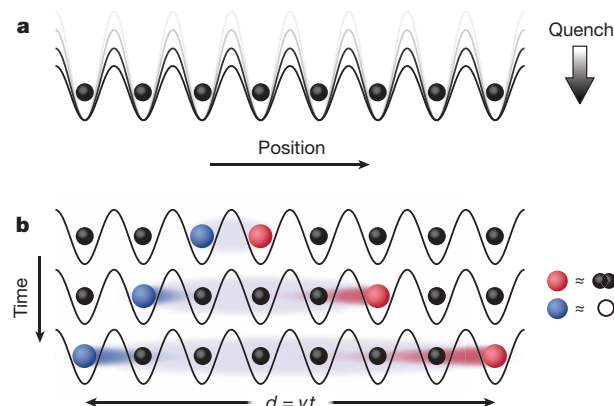 a
Quench
Position
b
Time
≈
≈
d = vt